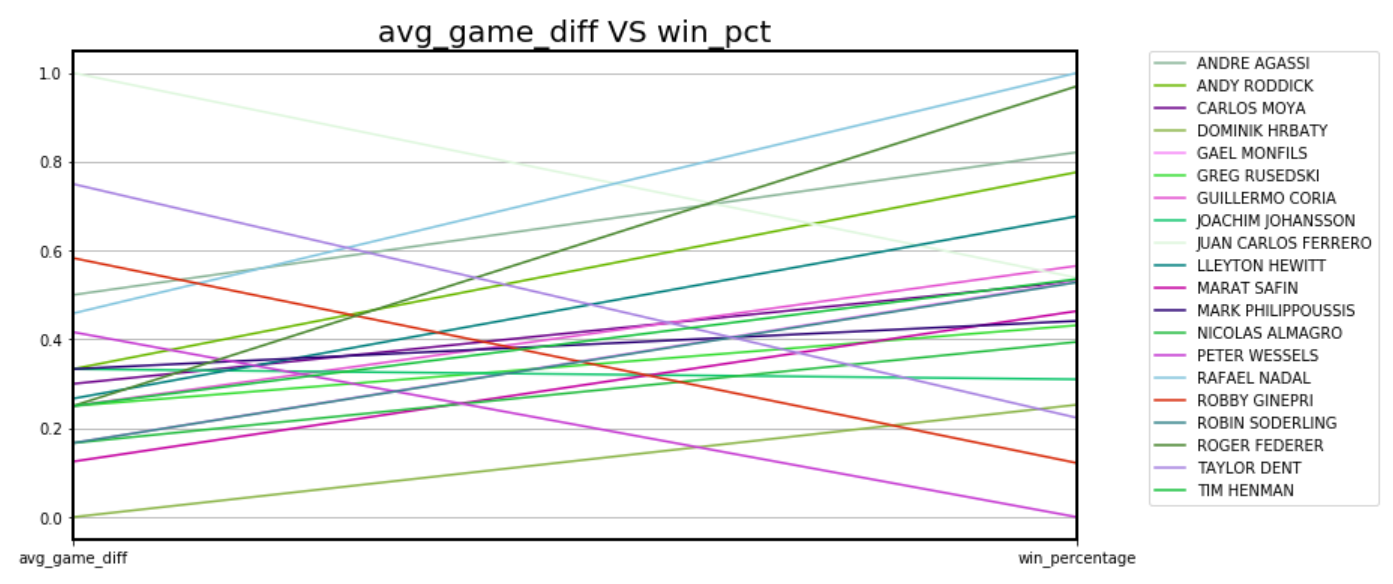 avg_game_diff VS win_pct
1.0
0.8
0.6
0.4
0.2
0.0
avg_game_diff
win_percentage
ANDRE AGASSI
ANDY RODDICK
CARLOS MOYA
DOMINIK HRBATY
GAEL MONFILS
GREG RUSEDSKI
GUILLERMO CORIA
JOACHIM JOHANSSON
JUAN CARLOS FERRERO
LLEYTON HEWITT
MARAT SAFIN
MARK PHILIPPOUSSIS
NICOLAS ALMAGRO
PETER WESSELS
RAFAEL NADAL
ROBBY GINEPRI
ROBIN SODERLING
ROGER FEDERER
TAYLOR DENT
TIM HENMAN